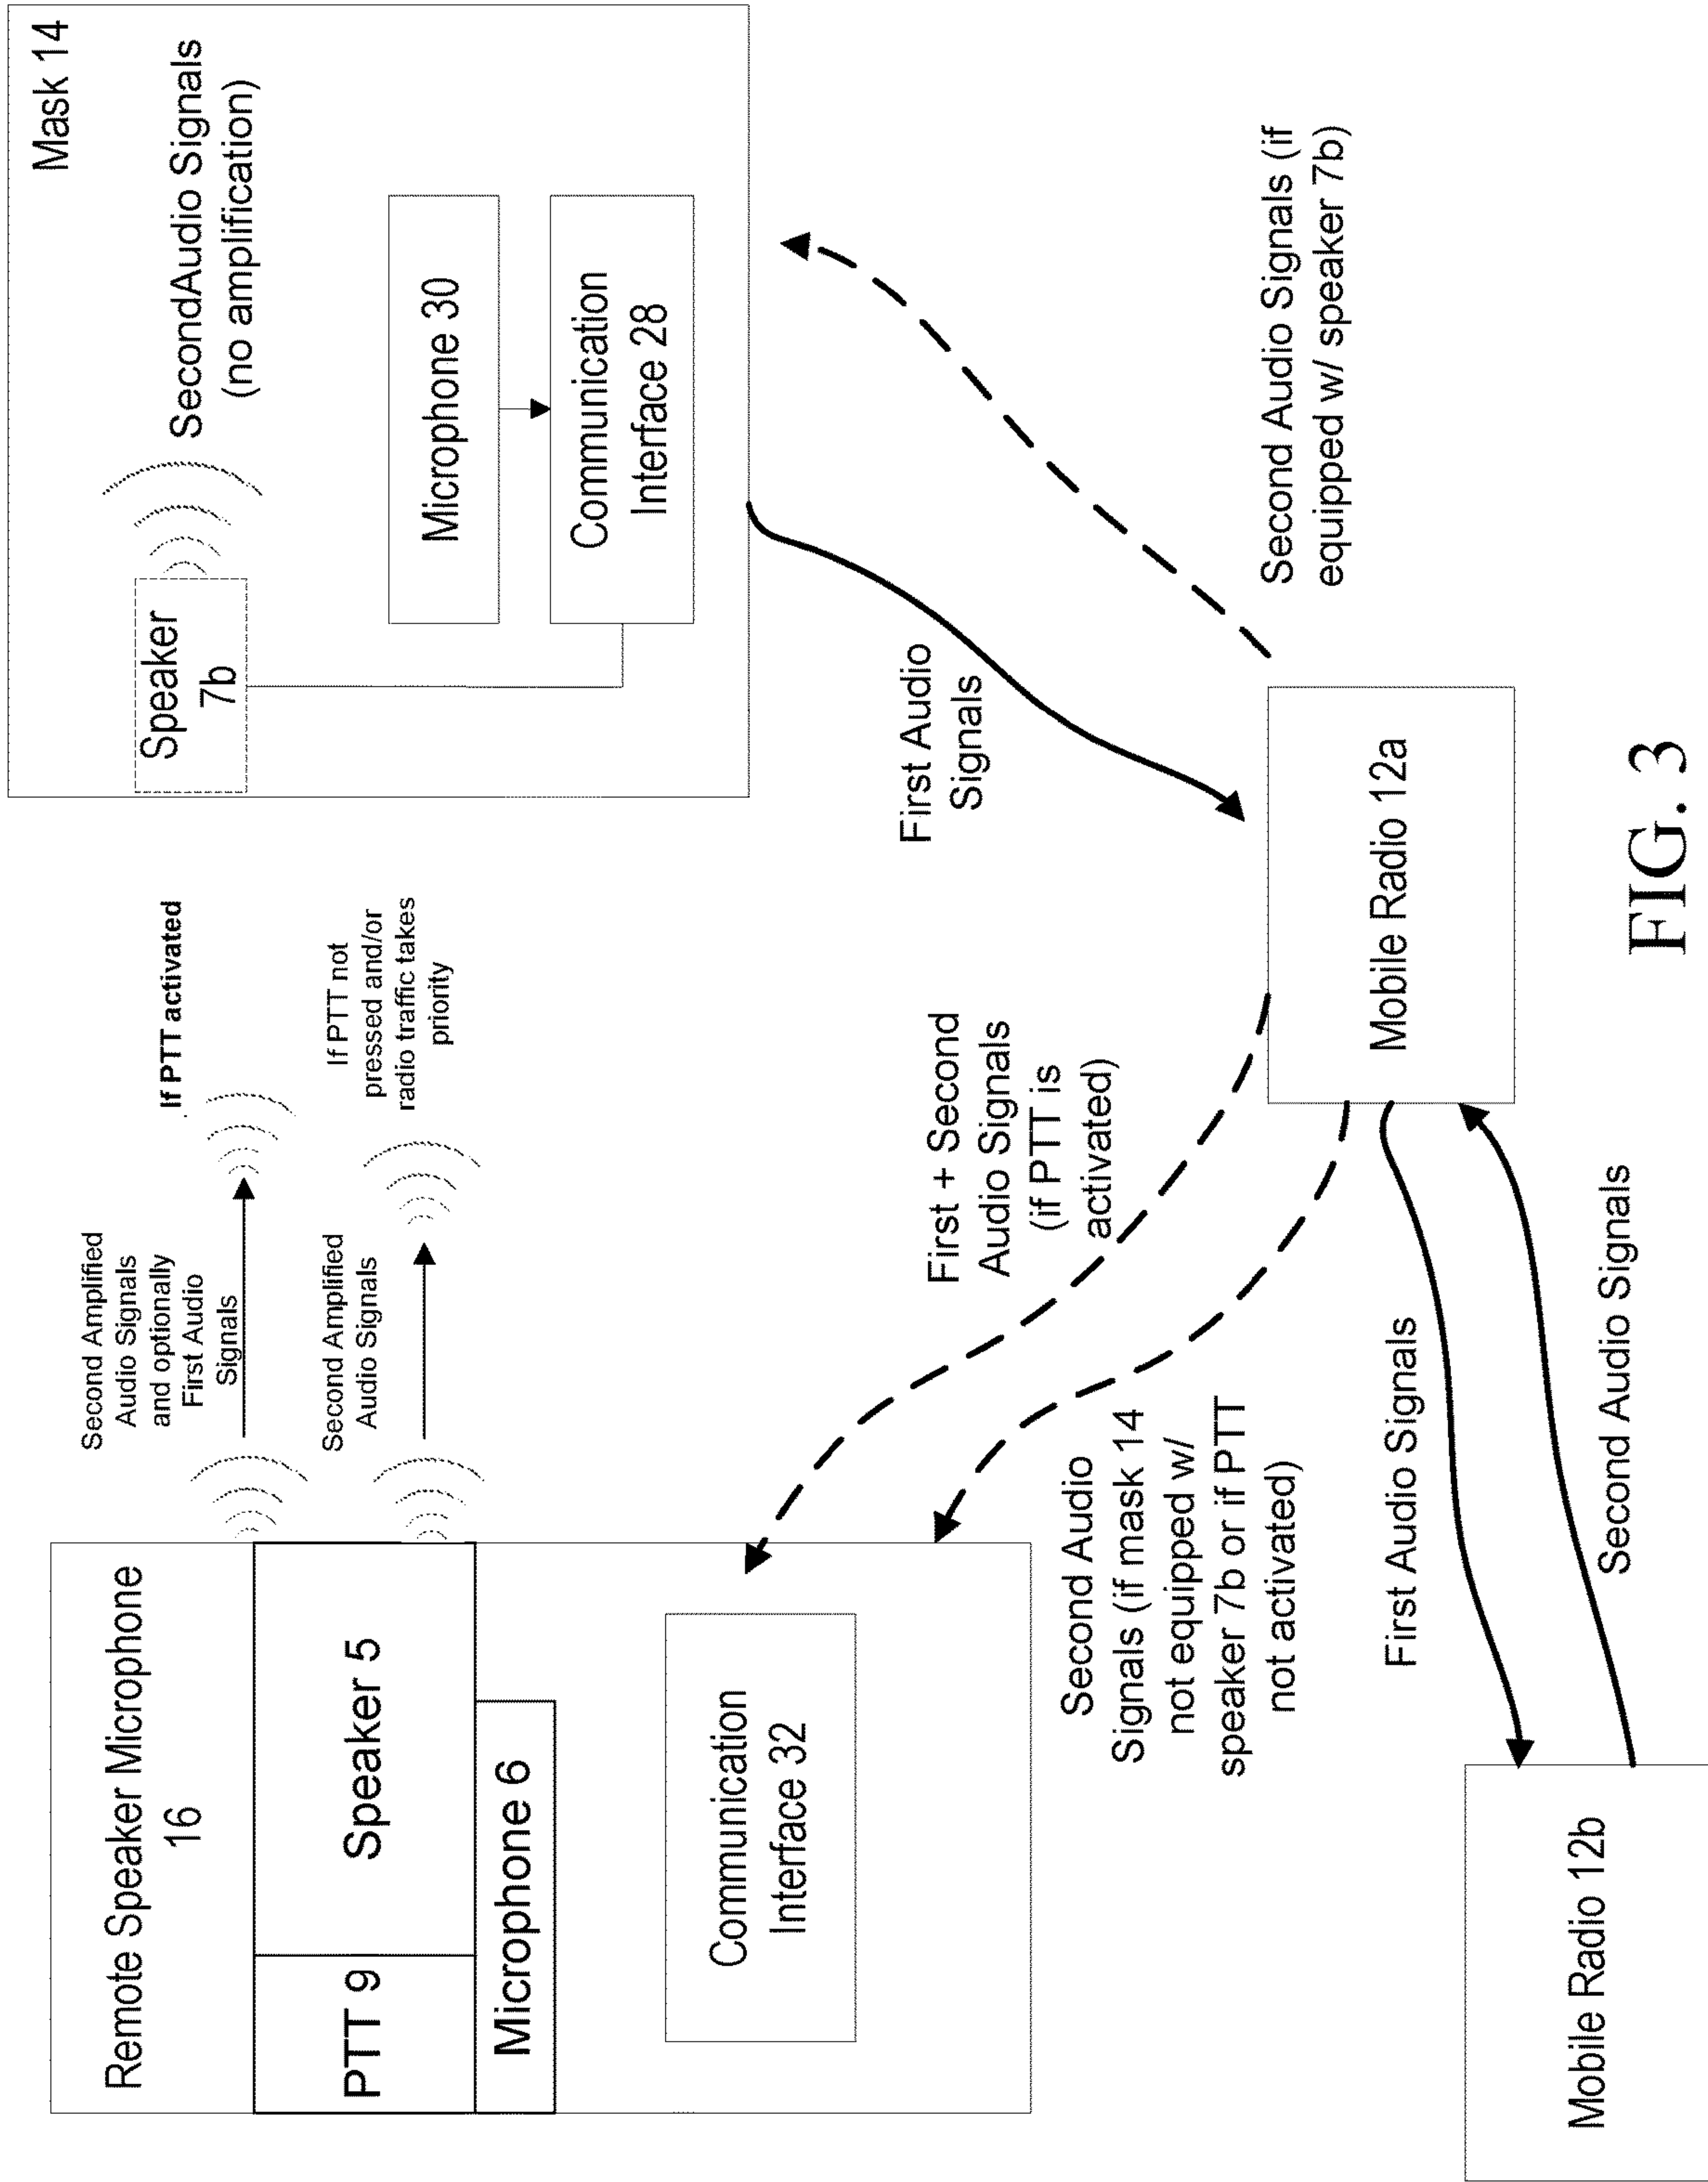 Remote Speaker Microphone
16
PTT 9
Speaker 5
Microphone 6
Communication
Interface 32
Second Amplified
Audio Signals
and optionally
First Audio
Signals
If PTT activated
Second Amplified
Audio Signals
If PTT not
pressed and/or
radio traffic takes
priority
Mask 14
Speaker
7b
SecondAudio Signals
(no amplification)
Microphone 30
Communication
Interface 28
First + Second
Audio Signals
(if PTT is
activated)
First Audio
Signals
Second Audio Signals (if
equipped w/ speaker 7b)
Second Audio
Signals (if mask 14
not equipped w/
speaker 7b or if PTT
not activated)
Mobile Radio 12a
First Audio Signals
Second Audio Signals
Mobile Radio 12b
FIG. 3